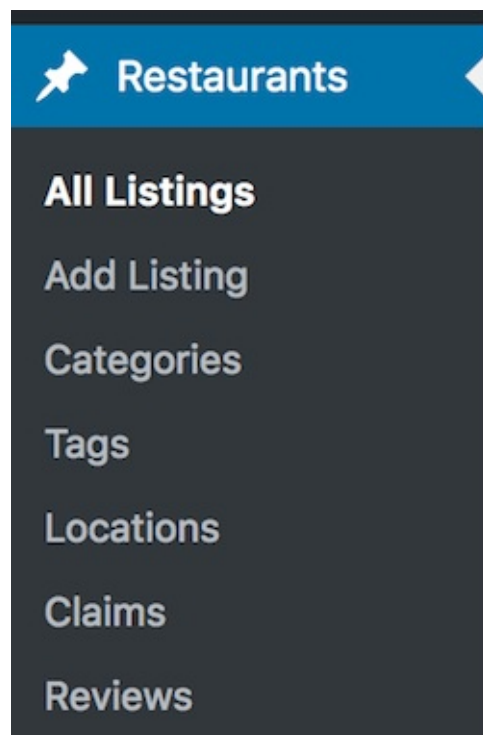 Restaurants
All Listings
Add Listing
Categories
Tags
Locations
Claims
Reviews